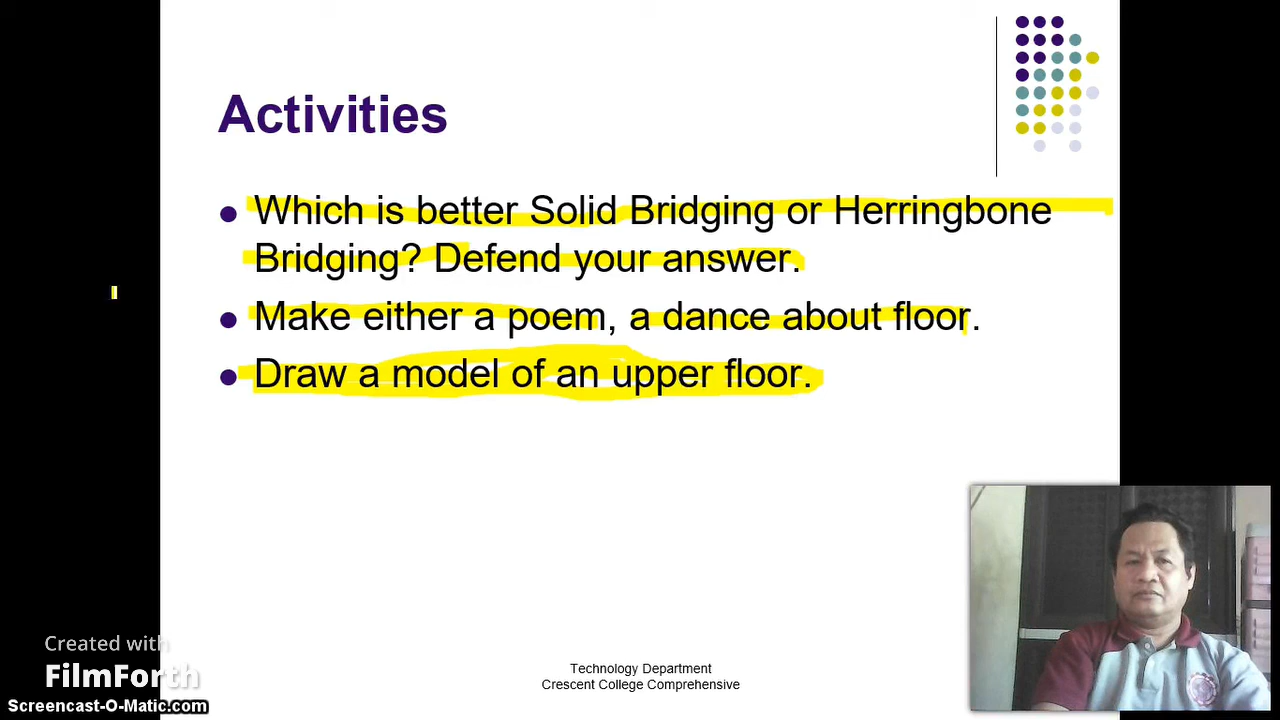 Activities
Which is better Solid Bridging or Herringbone
Bridging? Defend your answer.
Make either a poem, a dance about floor.
Draw a model of an upper floor.
Created with
FilmForth
Screencast-O-Matic.com
Technology Department
Crescent College Comprehensive